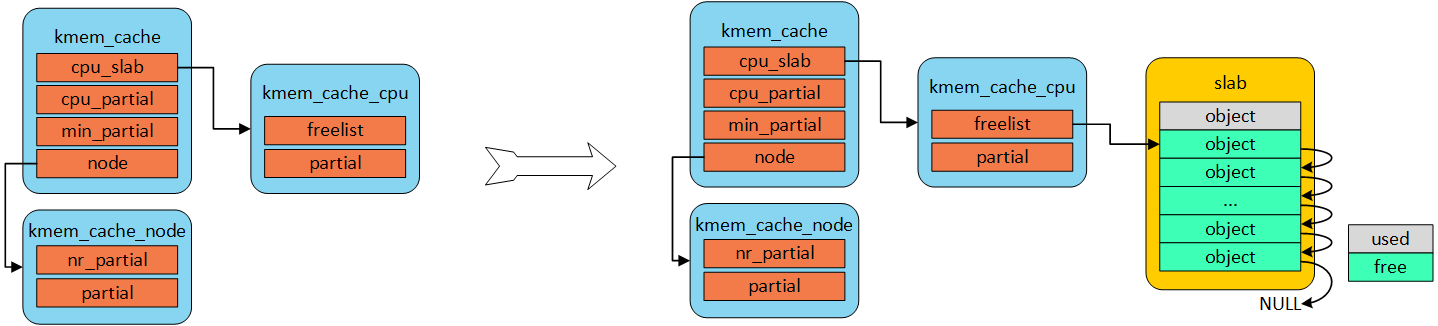 kmem_cache
cpu_slab
cpu_partial
min_partial
node
kmem_cache_cpu
freelist
partial
kmem_cache_node
nr_partial
partial
kmem_cache
cpu_slab
cpu_partial
min_partial
node
kmem_cache_cpu
freelist
partial
kmem_cache_node
nr_partial
partial
slab
object
object
object
...
object
object
NULL
used
free